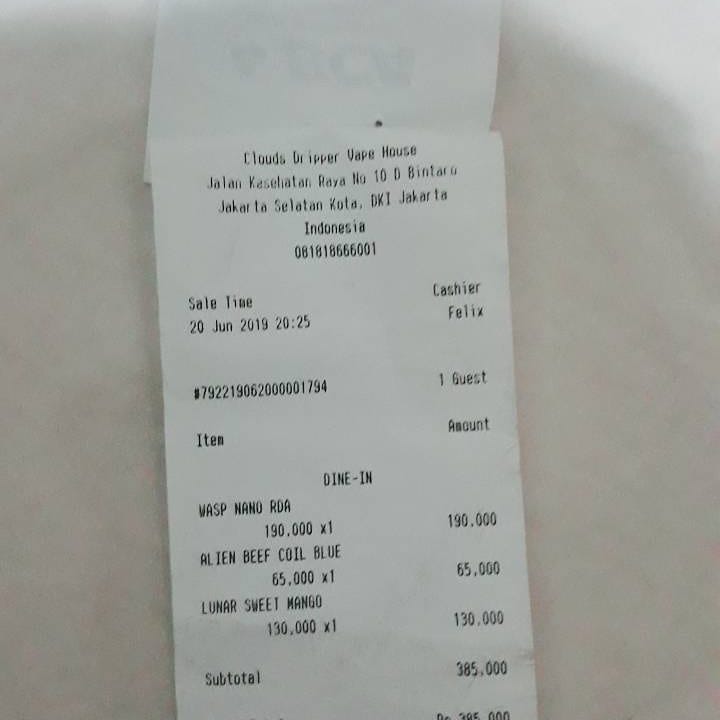 Clouds Dripper Vape House
Jalan Kesehatan Raya No 10 D Bintaro
Jakarta Selatan Kota, DKI Jakarta
Indonesia
081818666001
Sale Time Cashier
20 Jun 2019 20:25 Felix
#792219062000001794 1 Guest
Item Amount
DINE-IN
WASP NANO RDA
190.000 x1 190.000
ALIEN BEEF COIL BLUE
65.000 x1 65.000
LUNAR SWEET MANGO
130.000 x1 130.000
Subtotal 385.000
Rp 385.000